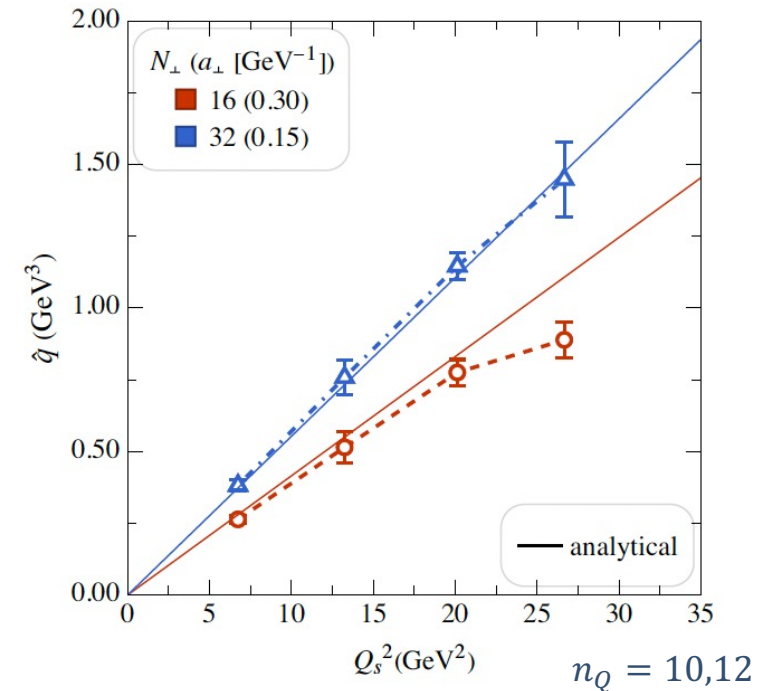 2.00
N⊥ (a⊥ [GeV⁻¹])
16 (0.30)
32 (0.15)
1.50
1.00
0.50
0.00
q̂ (GeV³)
analytical
0 5 10 15 20 25 30 35
Qₛ²(GeV²)
n_Q = 10,12